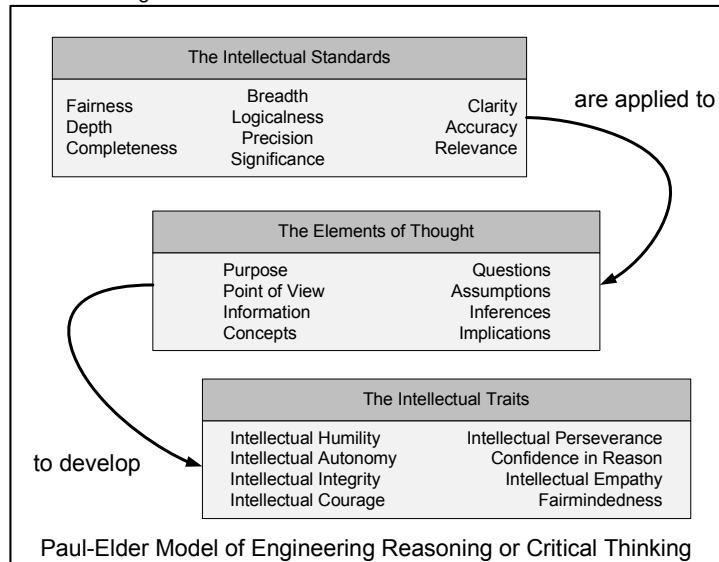 The Intellectual Standards
Fairness
Depth
Completeness
Breadth
Logicalness
Precision
Significance
Clarity
Accuracy
Relevance
are applied to
The Elements of Thought
Purpose
Point of View
Information
Concepts
Questions
Assumptions
Inferences
Implications
to develop
The Intellectual Traits
Intellectual Humility
Intellectual Autonomy
Intellectual Integrity
Intellectual Courage
Intellectual Perseverance
Confidence in Reason
Intellectual Empathy
Fairmindedness
Paul-Elder Model of Engineering Reasoning or Critical Thinking